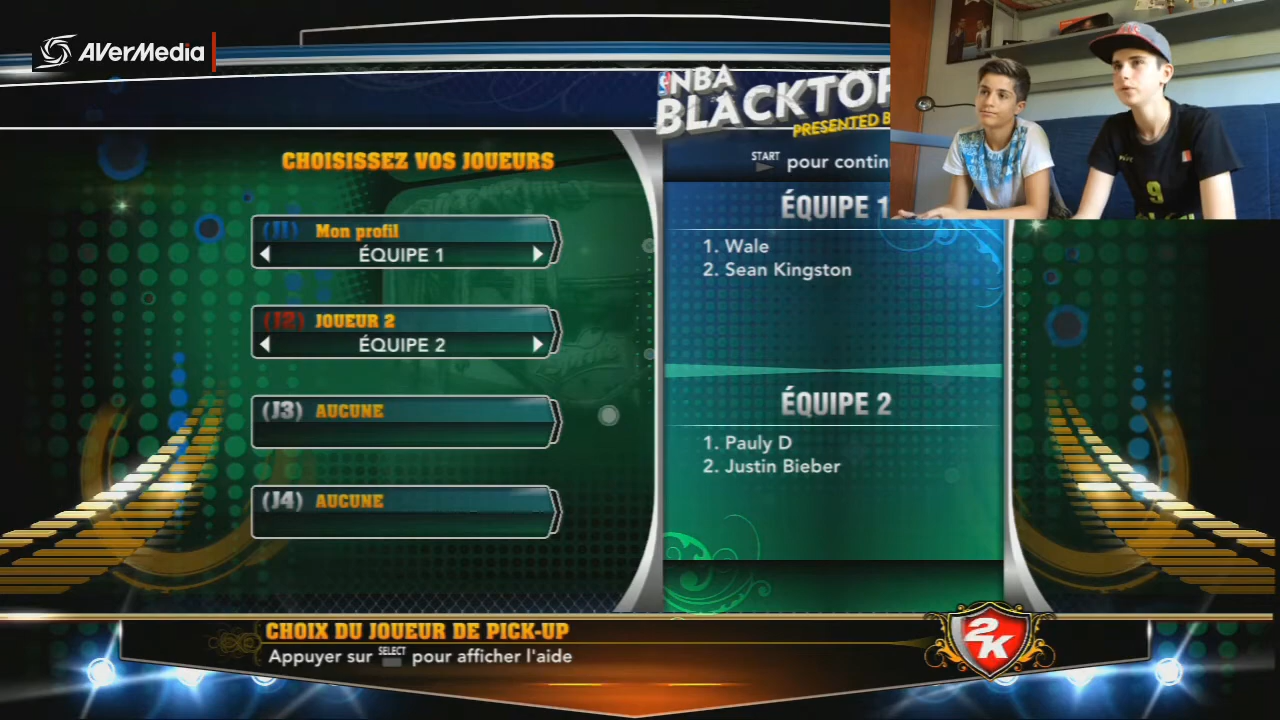 AVerMedia
NBA
BLACKTOP
PRESENTED B
CHOISISSEZ VOS JOUEURS
START pour contin
ÉQUIPE 1
1. Wale
2. Sean Kingston
(J1) Mon profil
ÉQUIPE 1
(J2) JOUEUR 2
ÉQUIPE 2
(J3) AUCUNE
(J4) AUCUNE
ÉQUIPE 2
1. Pauly D
2. Justin Bieber
9
CHOIX DU JOUEUR DE PICK-UP
Appuyer sur SELECT pour afficher l'aide
2K